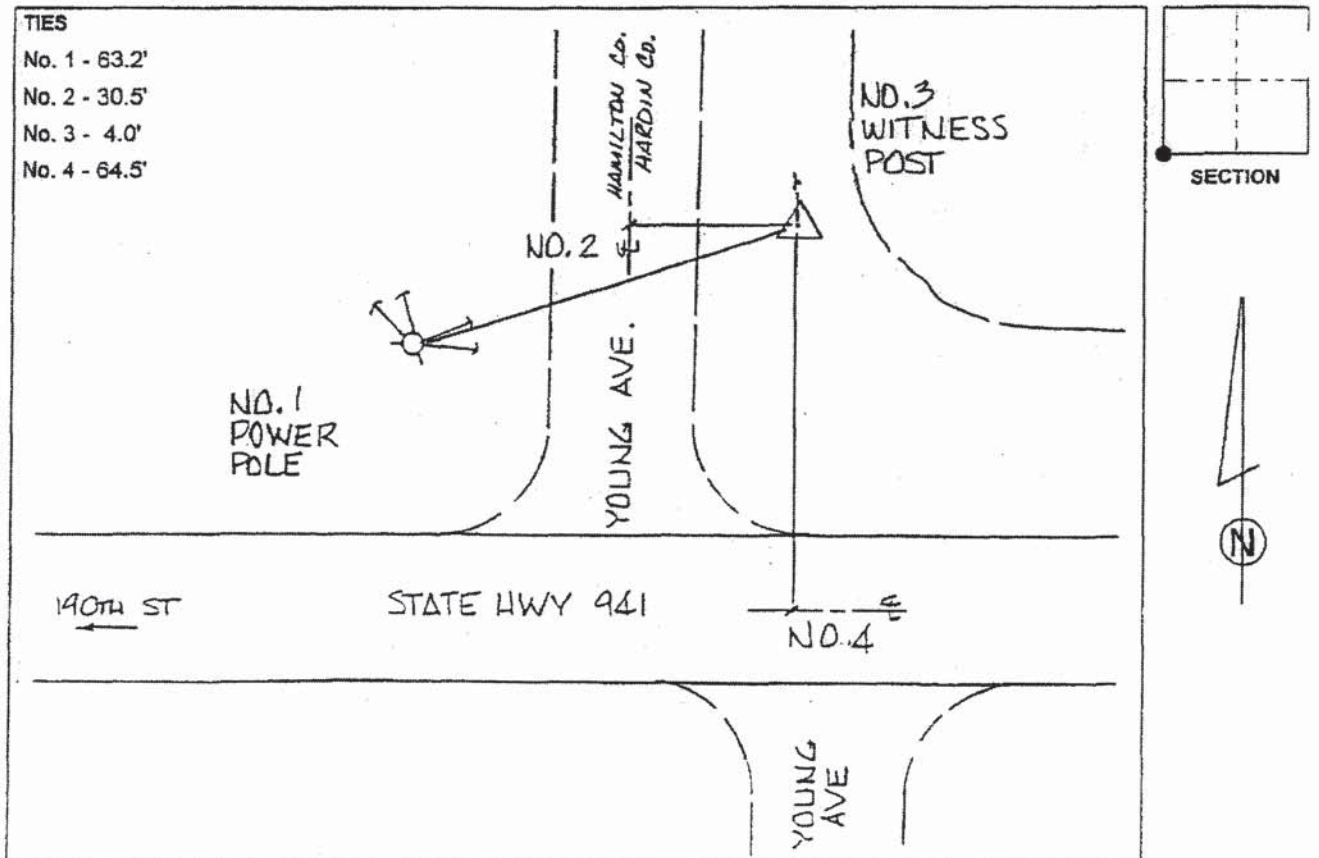 TIES
No. 1 - 63.2'
No. 2 - 30.5'
No. 3 - 4.0'
No. 4 - 64.5'
HAMILTON CO.
HARDIN CO.
NO.3
WITNESS
POST
SECTION
NO.2 ℄
NO. 1
POWER
POLE
YOUNG AVE.
N
190TH ST
STATE HWY 941
℄
NO.4
YOUNG
AVE